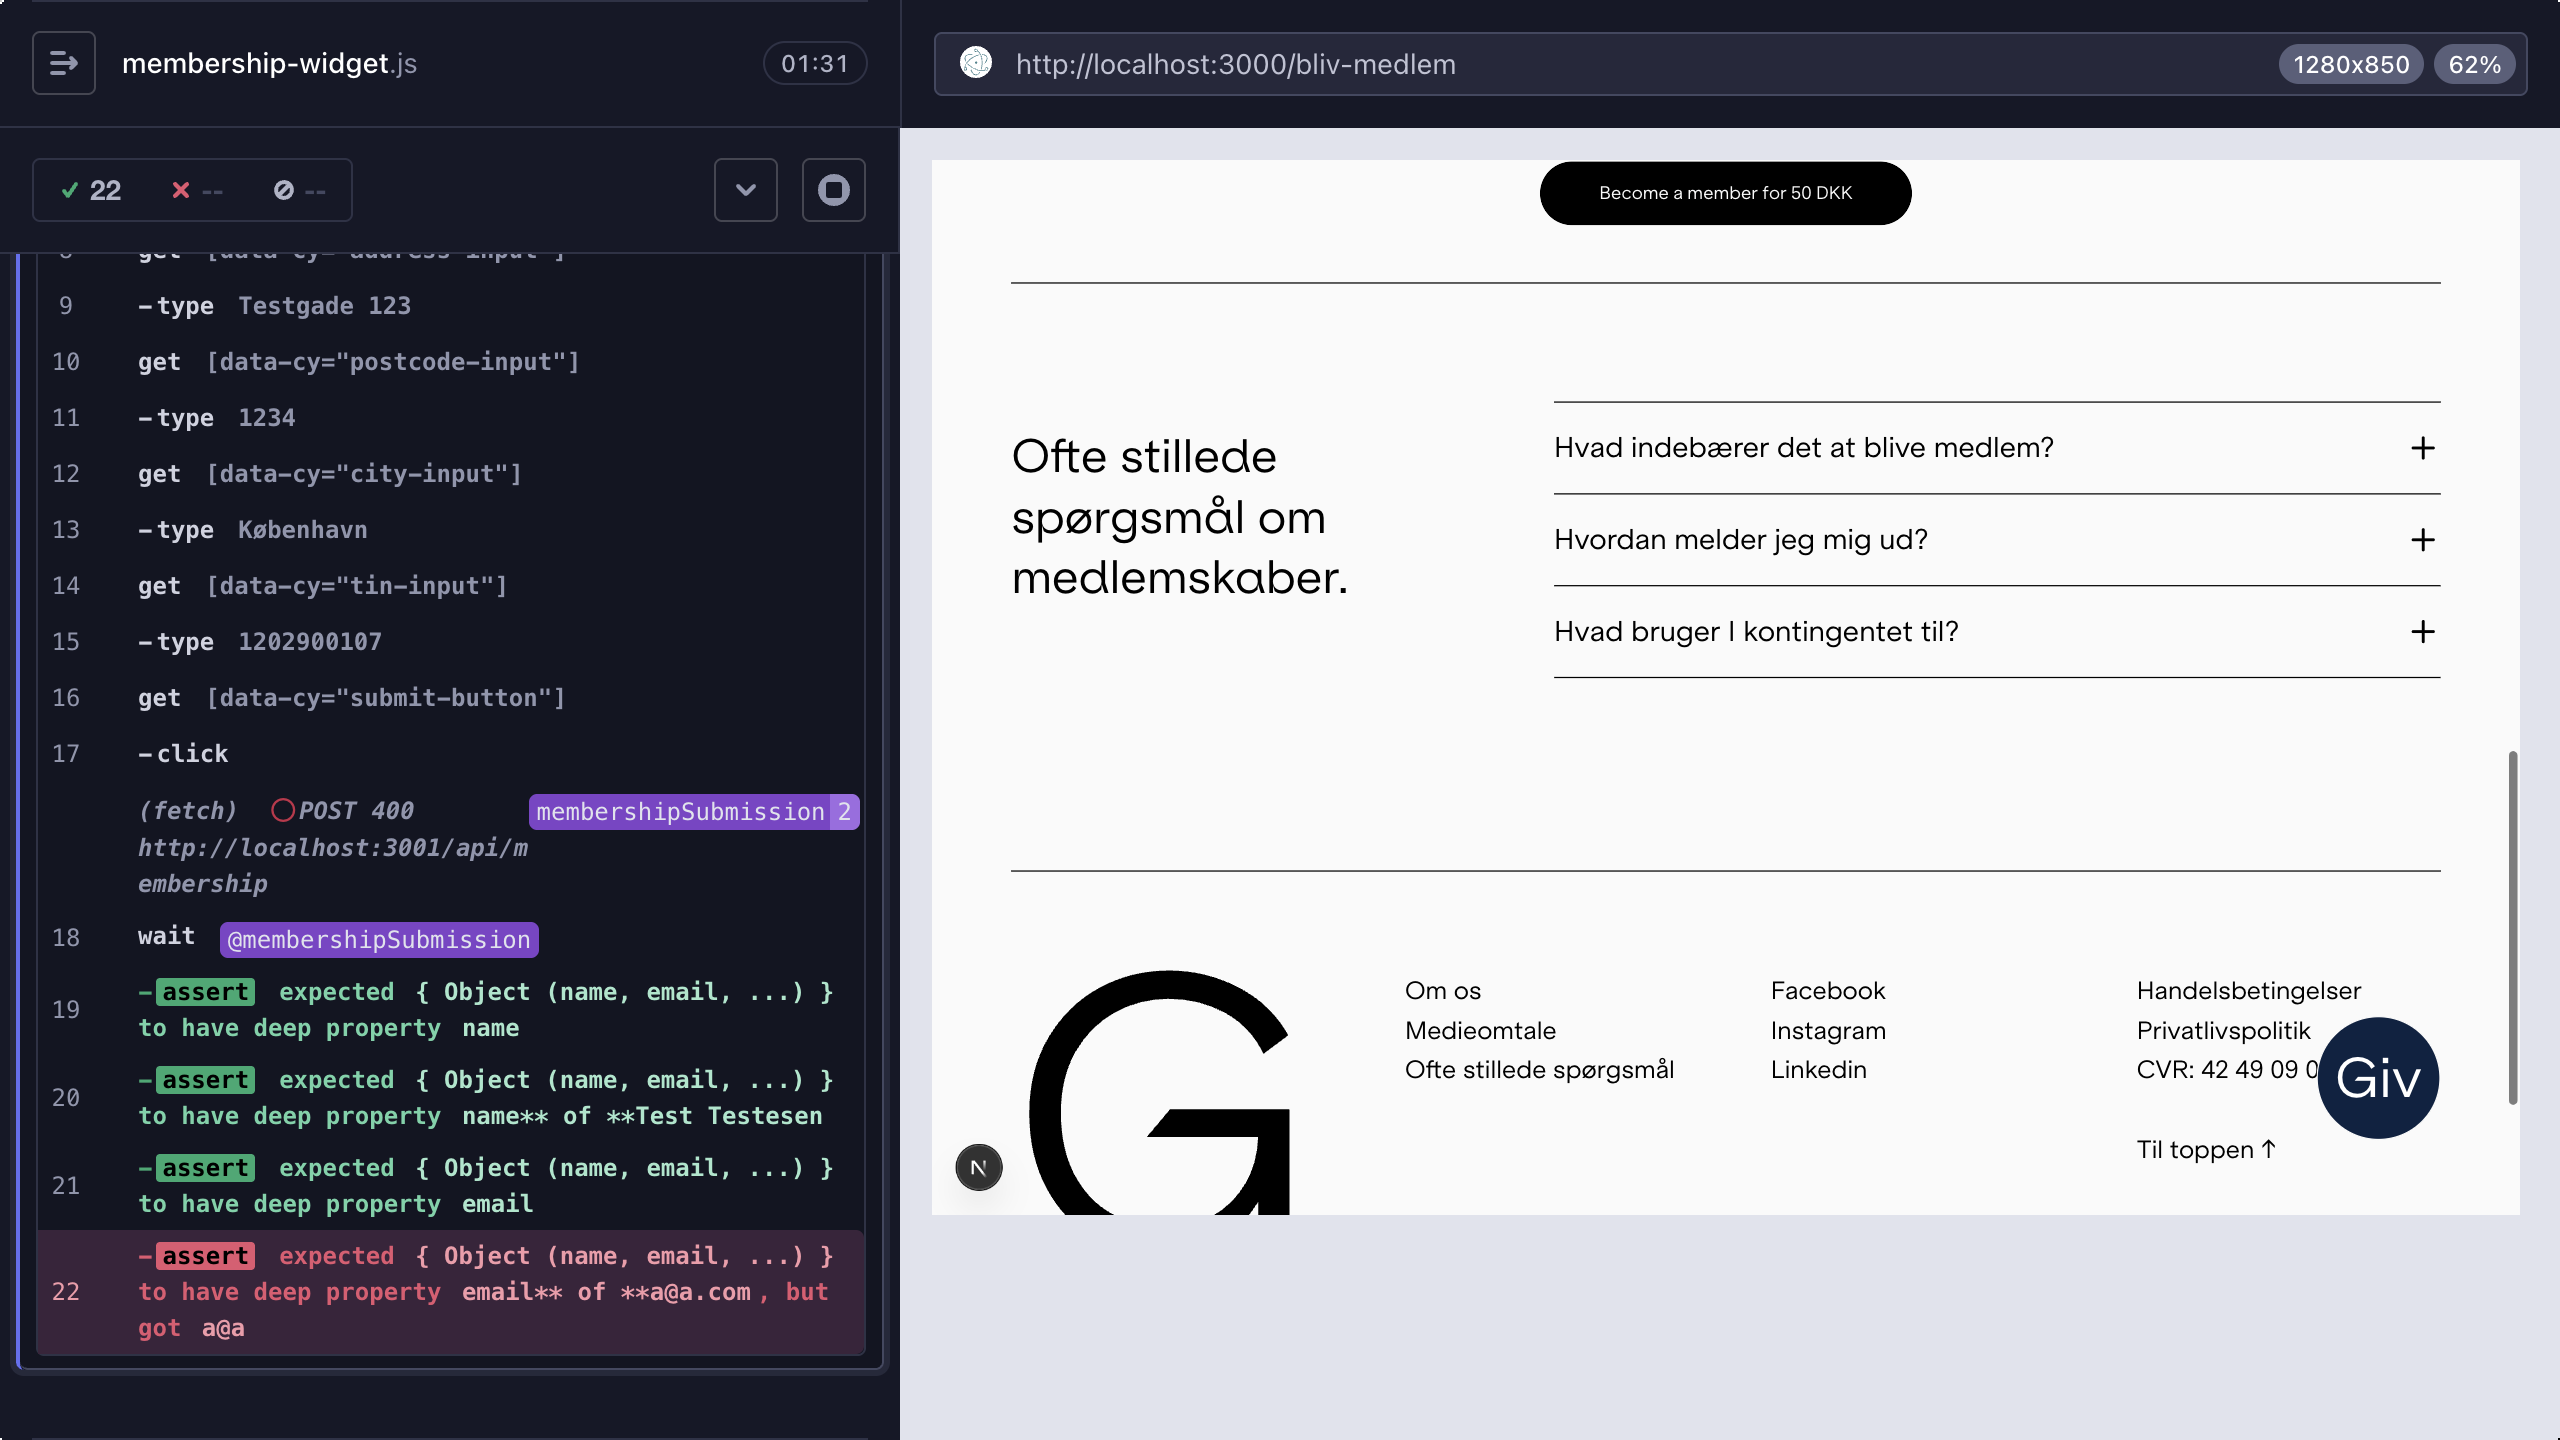 membership-widget.js
01:31
22
--
--
8 get [data-cy="address-input"]
9 -type Testgade 123
10 get [data-cy="postcode-input"]
11 -type 1234
12 get [data-cy="city-input"]
13 -type København
14 get [data-cy="tin-input"]
15 -type 1202900107
16 get [data-cy="submit-button"]
17 -click
(fetch) POST 400 membershipSubmission 2
http://localhost:3001/api/m
embership
18 wait @membershipSubmission
19 -assert expected { Object (name, email, ...) }
to have deep property name
20 -assert expected { Object (name, email, ...) }
to have deep property name** of **Test Testesen
21 -assert expected { Object (name, email, ...) }
to have deep property email
22 -assert expected { Object (name, email, ...) }
to have deep property email** of **a@a.com, but
got a@a
http://localhost:3000/bliv-medlem
1280x850
62%
Become a member for 50 DKK
Ofte stillede
spørgsmål om
medlemskaber.
Hvad indebærer det at blive medlem?
Hvordan melder jeg mig ud?
Hvad bruger I kontingentet til?
G
Om os
Medieomtale
Ofte stillede spørgsmål
Facebook
Instagram
Linkedin
Handelsbetingelser
Privatlivspolitik
CVR: 42 49 09 0
Til toppen ↑
Giv
N